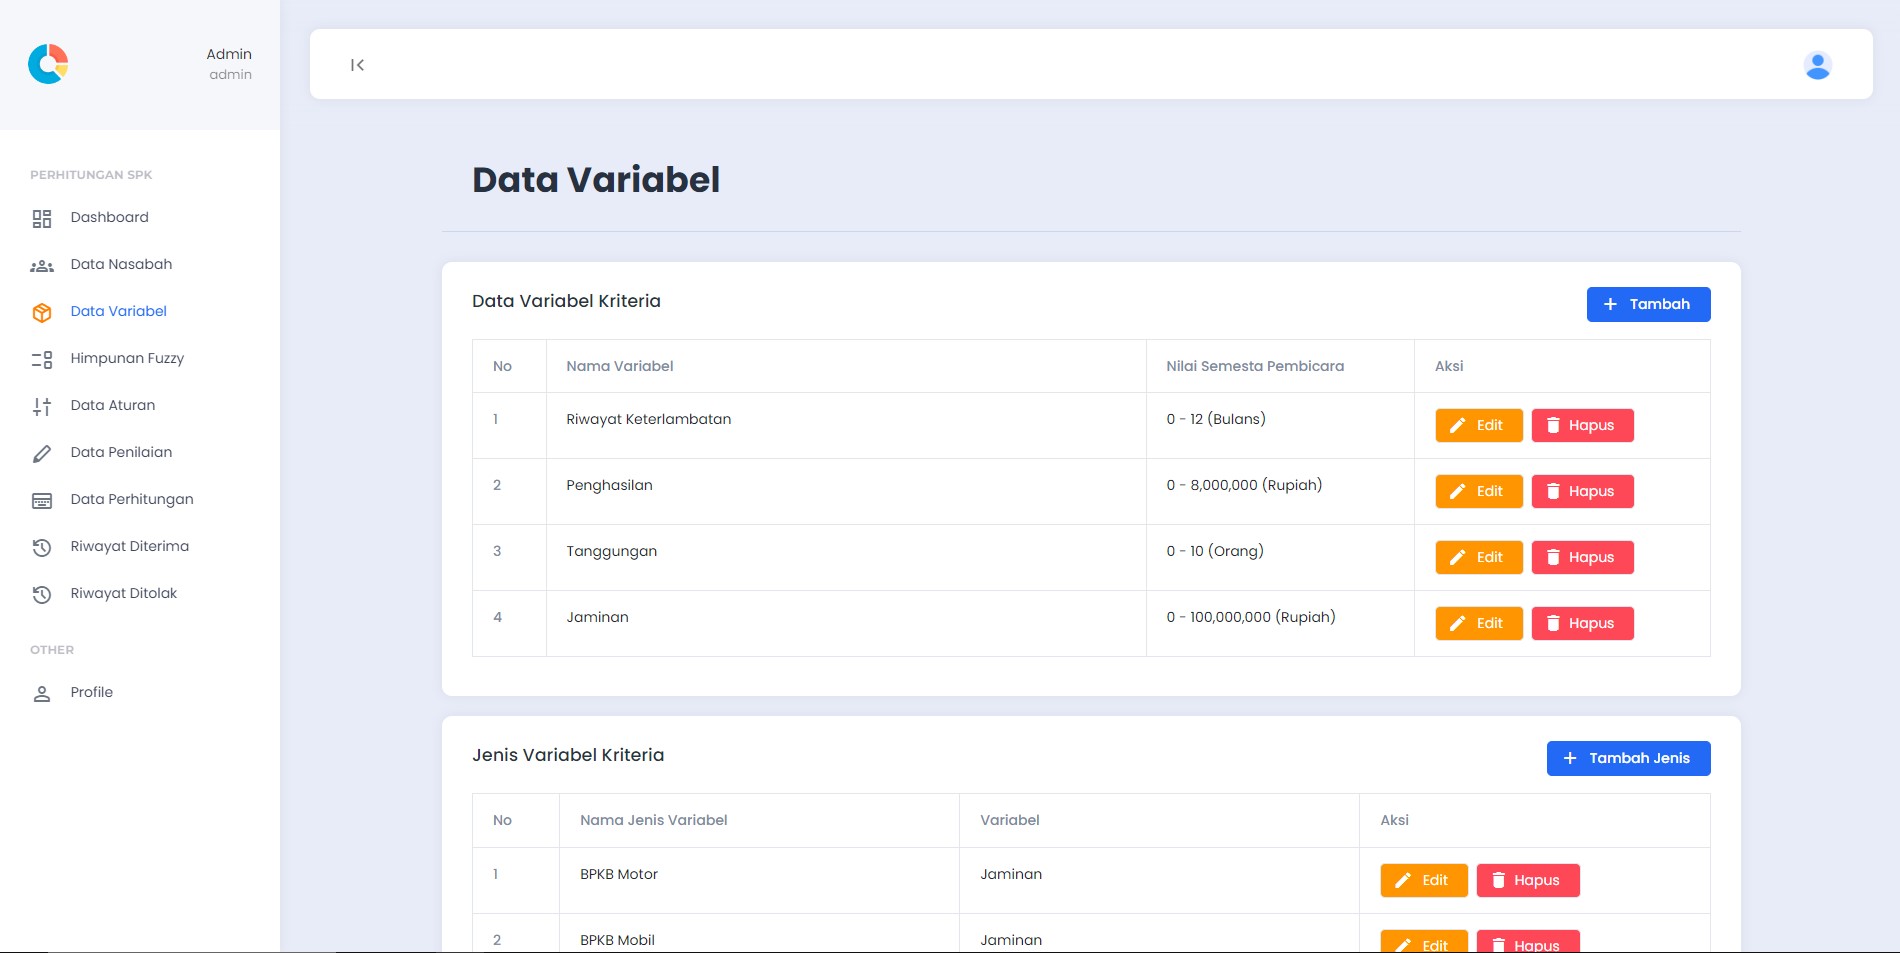 Admin
admin
PERHITUNGAN SPK
Dashboard
Data Nasabah
Data Variabel
Himpunan Fuzzy
Data Aturan
Data Penilaian
Data Perhitungan
Riwayat Diterima
Riwayat Ditolak
OTHER
Profile
Data Variabel
Data Variabel Kriteria
Tambah
No Nama Variabel Nilai Semesta Pembicara Aksi
1 Riwayat Keterlambatan 0 - 12 (Bulans) Edit Hapus
2 Penghasilan 0 - 8,000,000 (Rupiah) Edit Hapus
3 Tanggungan 0 - 10 (Orang) Edit Hapus
4 Jaminan 0 - 100,000,000 (Rupiah) Edit Hapus
Jenis Variabel Kriteria
Tambah Jenis
No Nama Jenis Variabel Variabel Aksi
1 BPKB Motor Jaminan Edit Hapus
2 BPKB Mobil Jaminan Edit Hapus